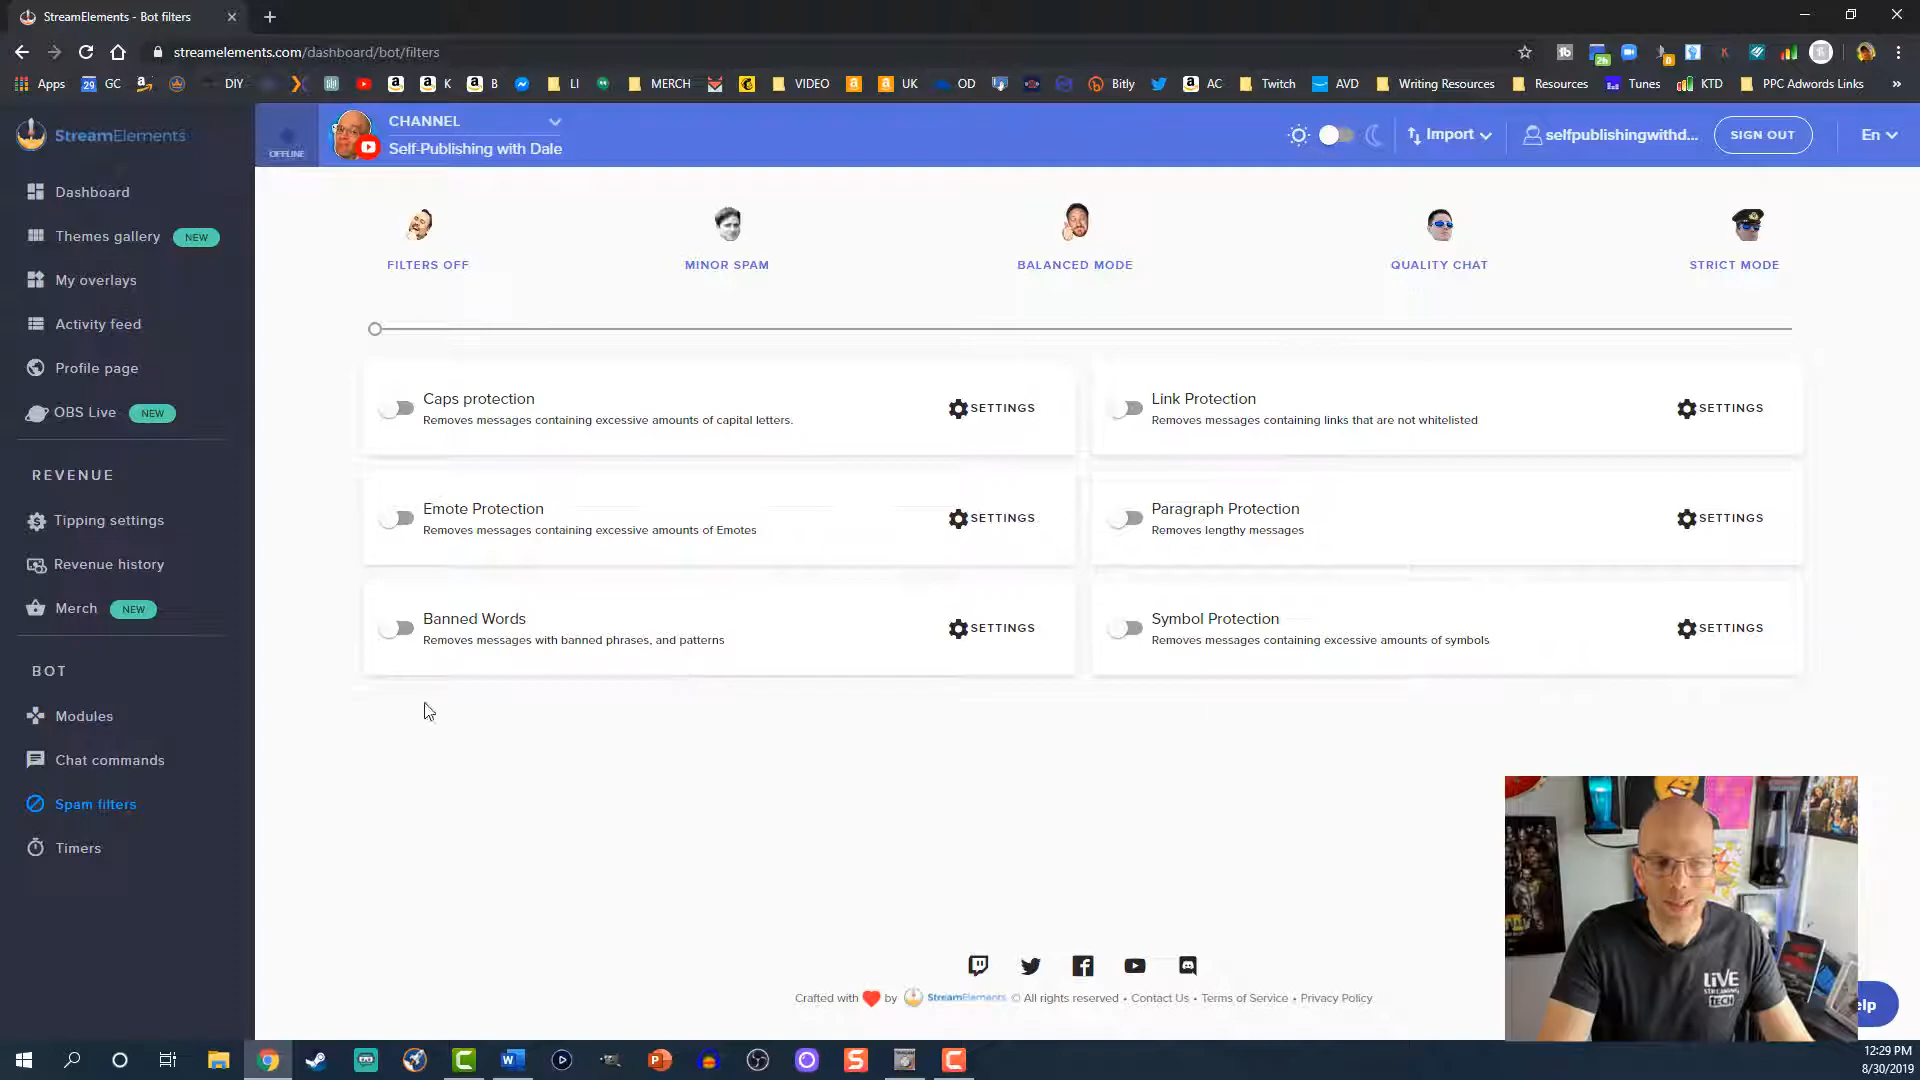 StreamElements - Bot filters
streamelements.com/dashboard/bot/filters
Apps GC DIY K B LI MERCH VIDEO UK OD Bitly AC Twitch AVD Writing Resources Resources Tunes KTD PPC Adwords Links »
StreamElements
OFFLINE
CHANNEL
Self-Publishing with Dale
Import
selfpublishingwithd...
SIGN OUT
En
Dashboard
Themes gallery NEW
My overlays
Activity feed
Profile page
OBS Live NEW
REVENUE
Tipping settings
Revenue history
Merch NEW
BOT
Modules
Chat commands
Spam filters
Timers
FILTERS OFF
MINOR SPAM
BALANCED MODE
QUALITY CHAT
STRICT MODE
Caps protection
Removes messages containing excessive amounts of capital letters.
SETTINGS
Link Protection
Removes messages containing links that are not whitelisted
SETTINGS
Emote Protection
Removes messages containing excessive amounts of Emotes
SETTINGS
Paragraph Protection
Removes lengthy messages
SETTINGS
Banned Words
Removes messages with banned phrases, and patterns
SETTINGS
Symbol Protection
Removes messages containing excessive amounts of symbols
SETTINGS
Crafted with ❤ by StreamElements © All rights reserved • Contact Us • Terms of Service • Privacy Policy
LIVE
STREAMING
TECH
elp
12:29 PM
8/30/2019